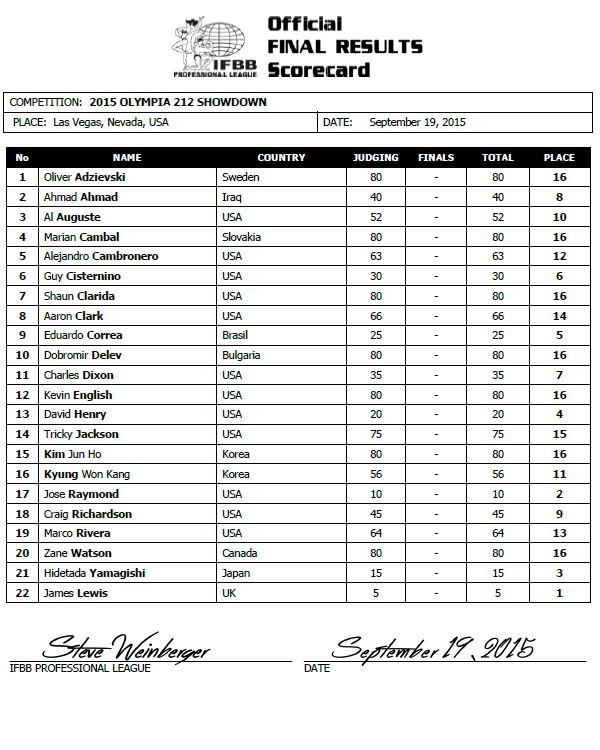 Official
FINAL RESULTS
Scorecard
IFBB
PROFESSIONAL LEAGUE
COMPETITION: 2015 OLYMPIA 212 SHOWDOWN
PLACE: Las Vegas, Nevada, USA DATE: September 19, 2015
No NAME COUNTRY JUDGING FINALS TOTAL PLACE
1 Oliver Adzievski Sweden 80 - 80 16
2 Ahmad Ahmad Iraq 40 - 40 8
3 Al Auguste USA 52 - 52 10
4 Marian Cambal Slovakia 80 - 80 16
5 Alejandro Cambronero USA 63 - 63 12
6 Guy Cisternino USA 30 - 30 6
7 Shaun Clarida USA 80 - 80 16
8 Aaron Clark USA 66 - 66 14
9 Eduardo Correa Brasil 25 - 25 5
10 Dobromir Delev Bulgaria 80 - 80 16
11 Charles Dixon USA 35 - 35 7
12 Kevin English USA 80 - 80 16
13 David Henry USA 20 - 20 4
14 Tricky Jackson USA 75 - 75 15
15 Kim Jun Ho Korea 80 - 80 16
16 Kyung Won Kang Korea 56 - 56 11
17 Jose Raymond USA 10 - 10 2
18 Craig Richardson USA 45 - 45 9
19 Marco Rivera USA 64 - 64 13
20 Zane Watson Canada 80 - 80 16
21 Hidetada Yamagishi Japan 15 - 15 3
22 James Lewis UK 5 - 5 1
Steve Weinberger September 19, 2015
IFBB PROFESSIONAL LEAGUE DATE